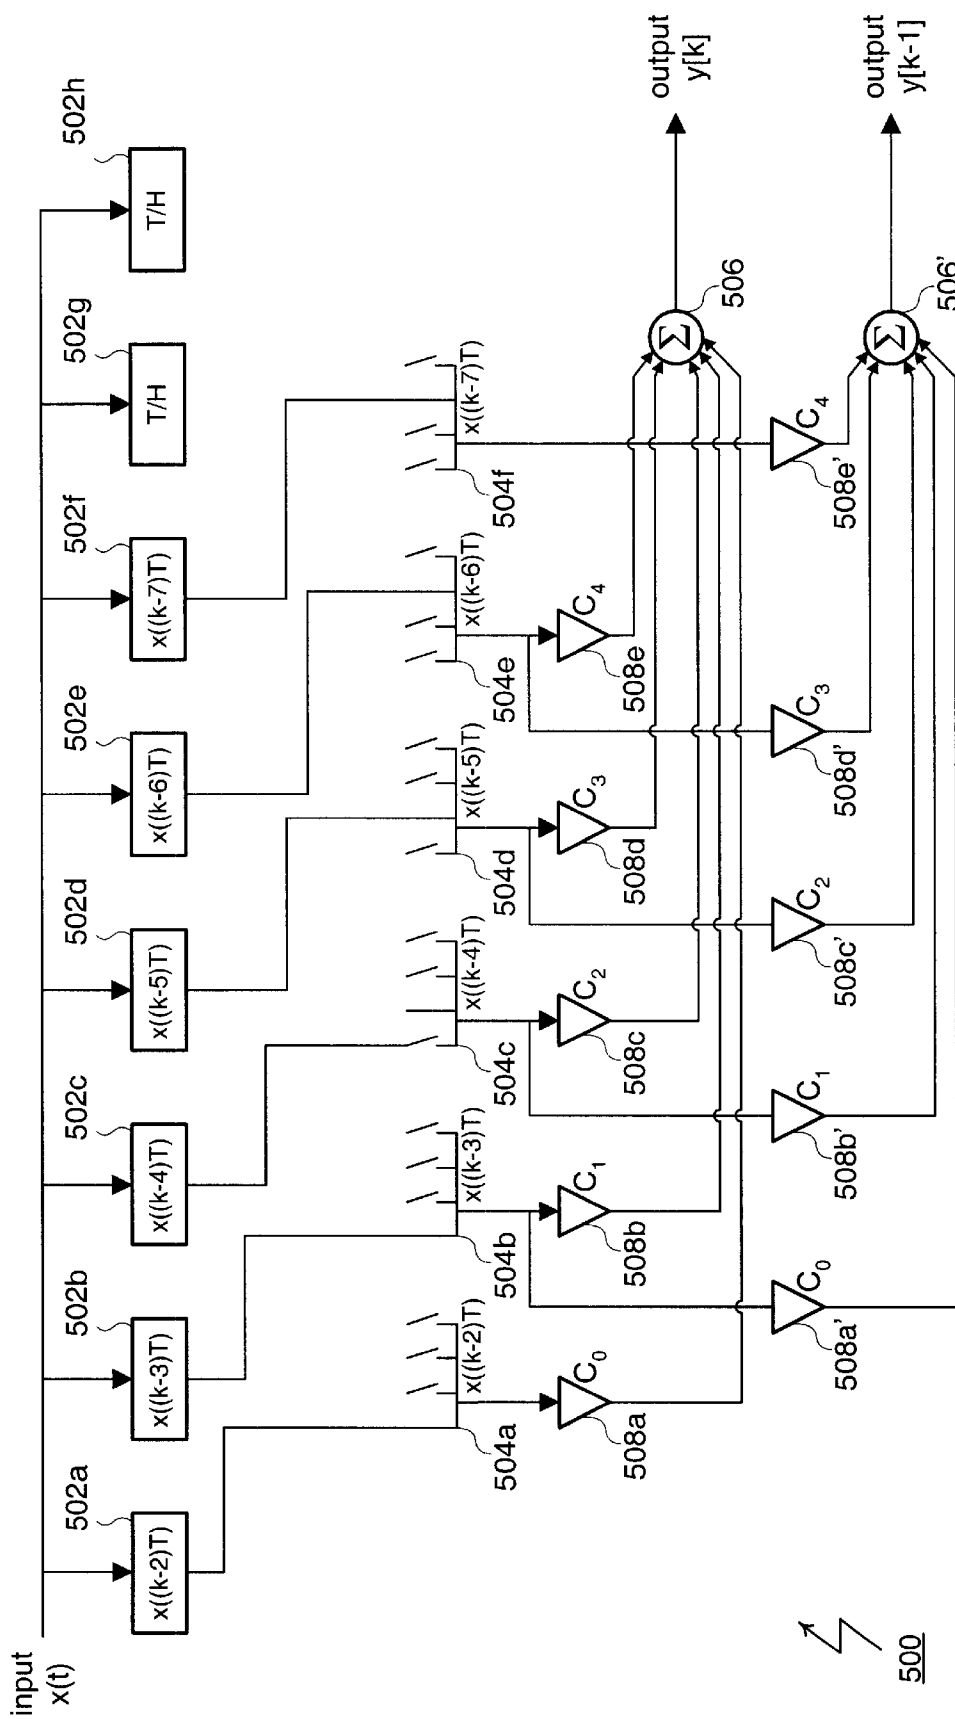 input
x(t)
502a
502b
502c
502d
502e
502f
502g
502h
x((k-2)T)
x((k-3)T)
x((k-4)T)
x((k-5)T)
x((k-6)T)
x((k-7)T)
T/H
T/H
504a
504b
504c
504d
504e
504f
x((k-2)T)
x((k-3)T)
x((k-4)T)
x((k-5)T)
x((k-6)T)
x((k-7)T)
C0
C1
C2
C3
C4
508a
508b
508c
508d
508e
Σ
506
output
y[k]
C0
C1
C2
C3
C4
508a'
508b'
508c'
508d'
508e'
Σ
506'
output
y[k-1]
500